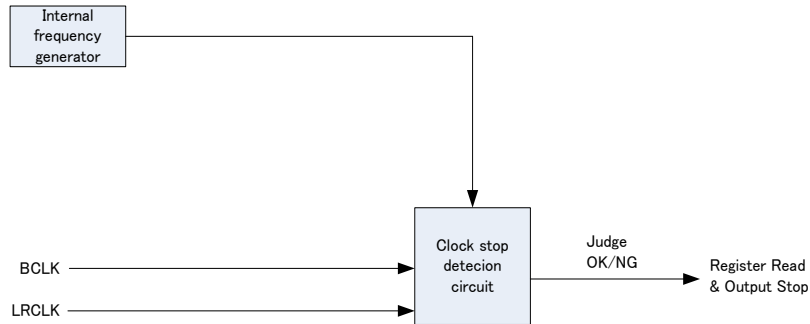 Internal
frequency
generator
Clock stop
detecion
circuit
BCLK
LRCLK
Judge
OK/NG
Register Read
& Output Stop